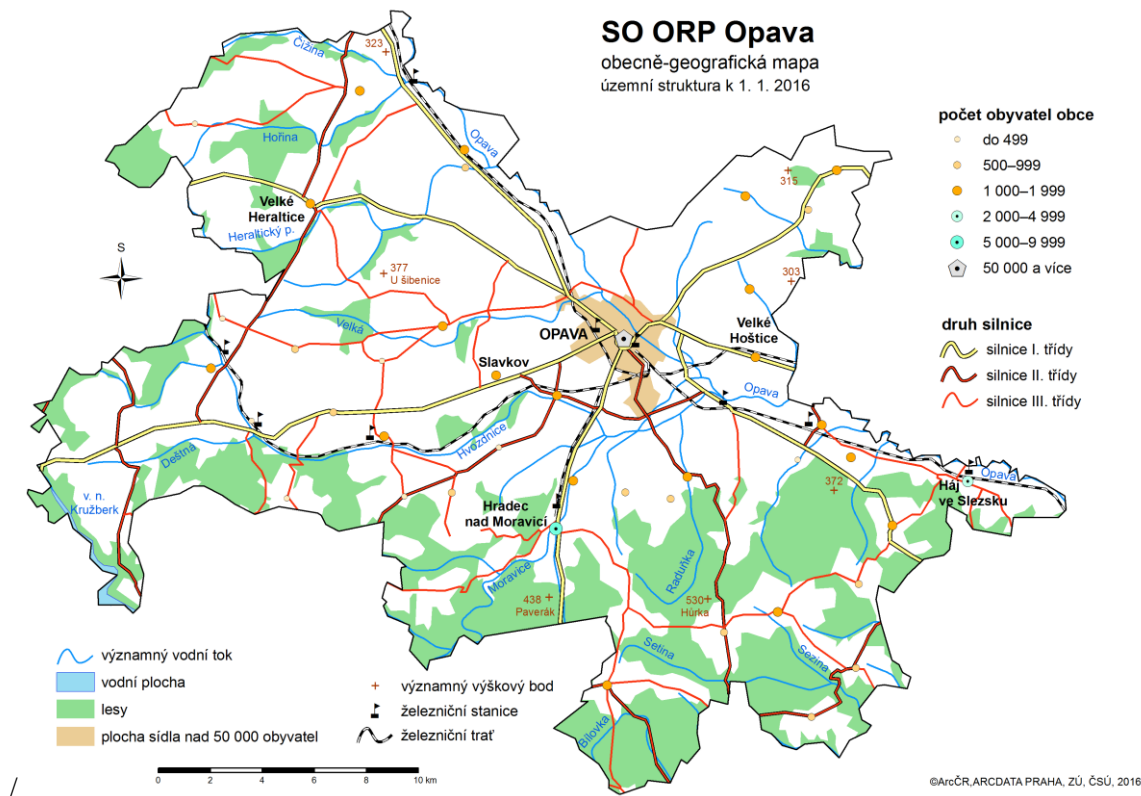 SO ORP Opava
obecně-geografická mapa
územní struktura k 1. 1. 2016
počet obyvatel obce
do 499
500–999
1 000–1 999
2 000–4 999
5 000–9 999
50 000 a více
druh silnice
silnice I. třídy
silnice II. třídy
silnice III. třídy
323
Čižina
Hořina
Opava
315
Velké
Heraltice
Heraltický p.
S
377
U šibenice
303
Velká
OPAVA
Velké
Hoštice
Slavkov
Opava
Hvozdnice
Deštná
v. n.
Kružberk
Hradec
nad Moravicí
372
Háj
ve Slezsku
Opava
Moravice
438
Paverák
Raduňka
530
Hůrka
Setina
Sezina
Bílovka
významný vodní tok
vodní plocha
lesy
plocha sídla nad 50 000 obyvatel
významný výškový bod
železniční stanice
železniční trať
0 2 4 6 8 10 km
©ArcČR,ARCDATA PRAHA, ZÚ, ČSÚ, 2016
/